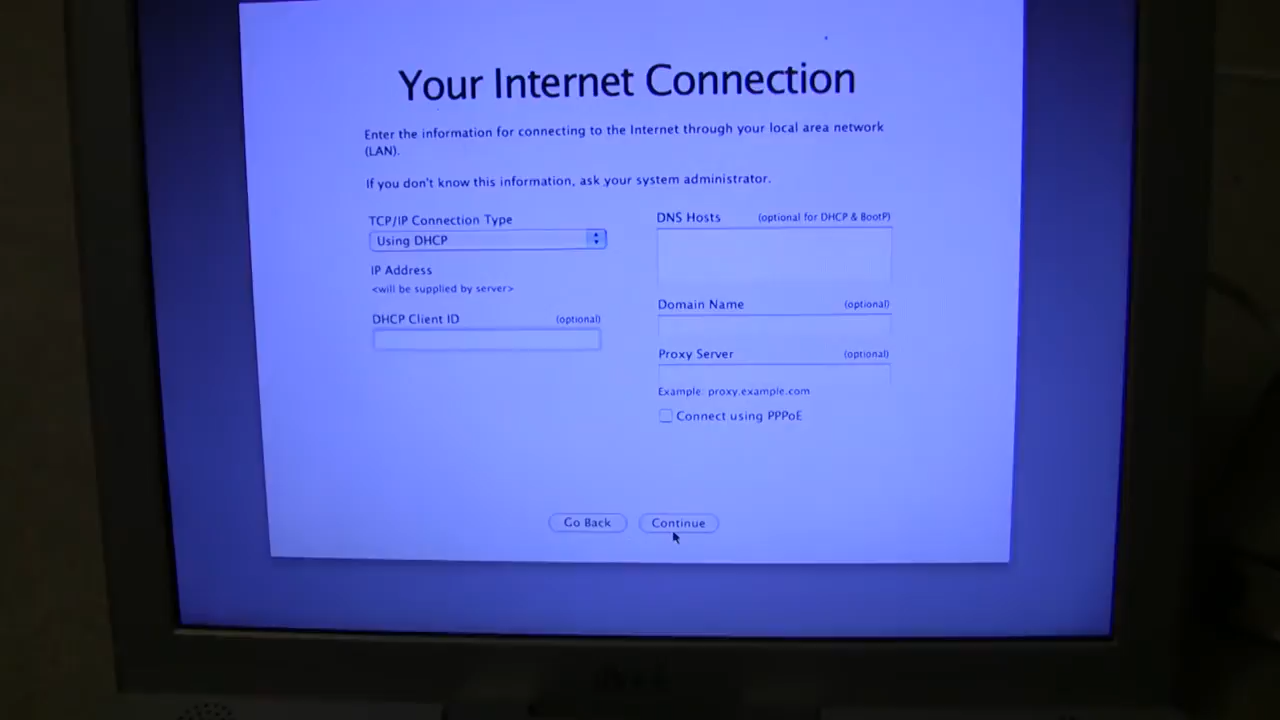 Your Internet Connection
Enter the information for connecting to the Internet through your local area network
(LAN).
If you don't know this information, ask your system administrator.
TCP/IP Connection Type
Using DHCP
IP Address
<will be supplied by server>
DHCP Client ID (optional)
DNS Hosts (optional for DHCP & BootP)
Domain Name (optional)
Proxy Server (optional)
Example: proxy.example.com
Connect using PPPoE
Go Back Continue